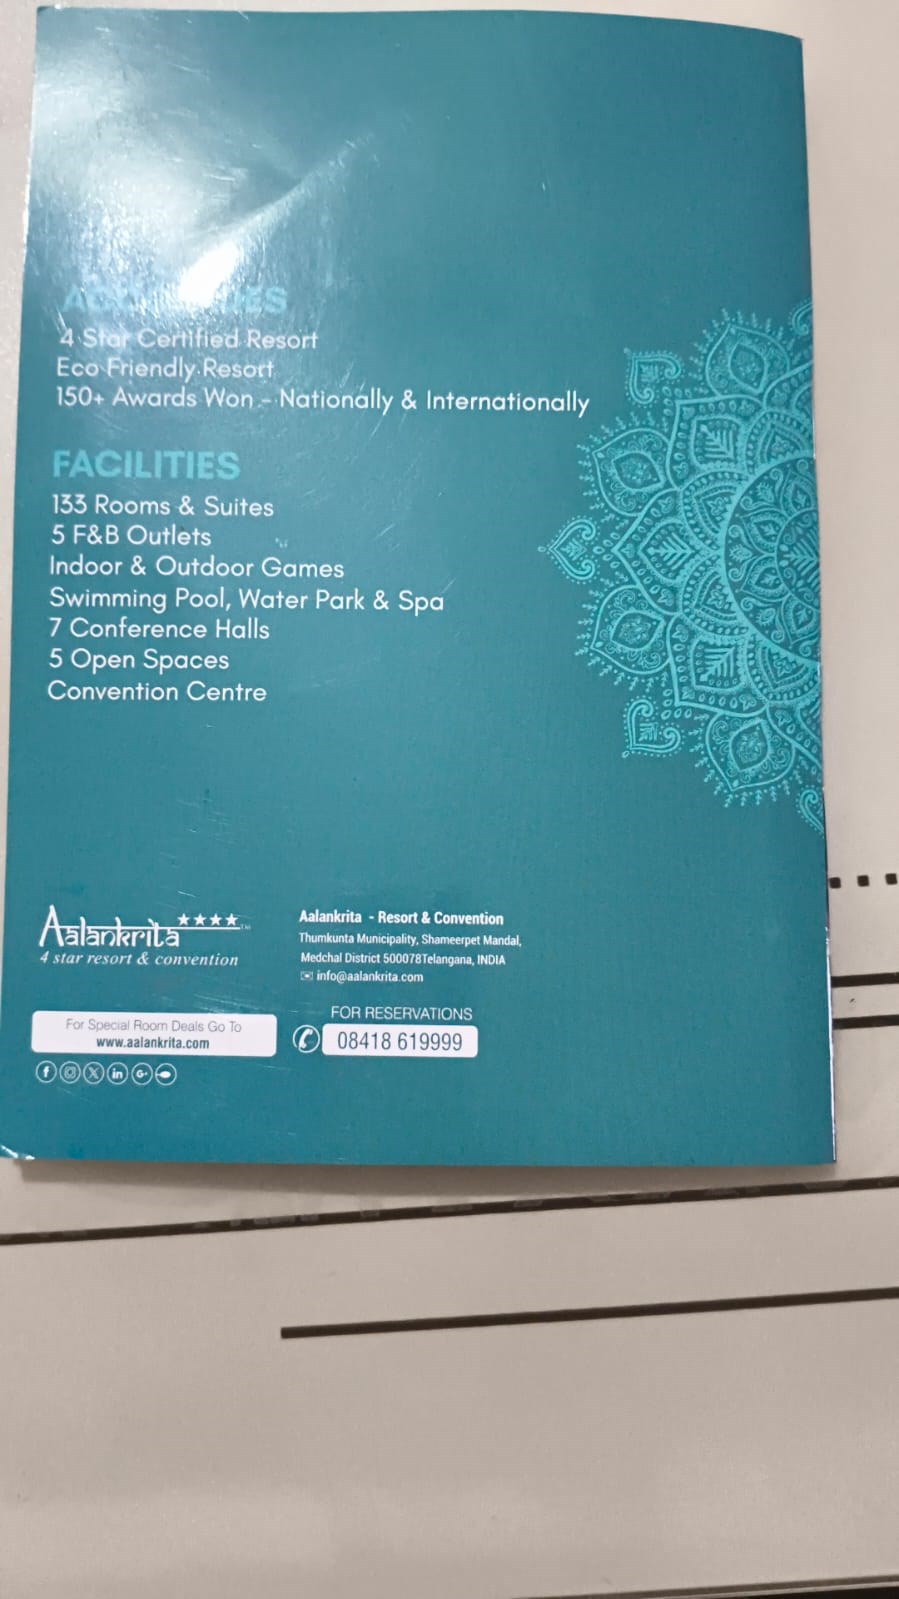 4 Star Certified Resort
Eco Friendly Resort
150+ Awards Won - Nationally & Internationally
FACILITIES
133 Rooms & Suites
5 F&B Outlets
Indoor & Outdoor Games
Swimming Pool, Water Park & Spa
7 Conference Halls
5 Open Spaces
Convention Centre
Aalankrita
4 star resort & convention
Aalankrita - Resort & Convention
Thumkunta Municipality, Shameerpet Mandal,
Medchal District 500078Telangana, INDIA
info@aalankrita.com
For Special Room Deals Go To
www.aalankrita.com
FOR RESERVATIONS
08418 619999